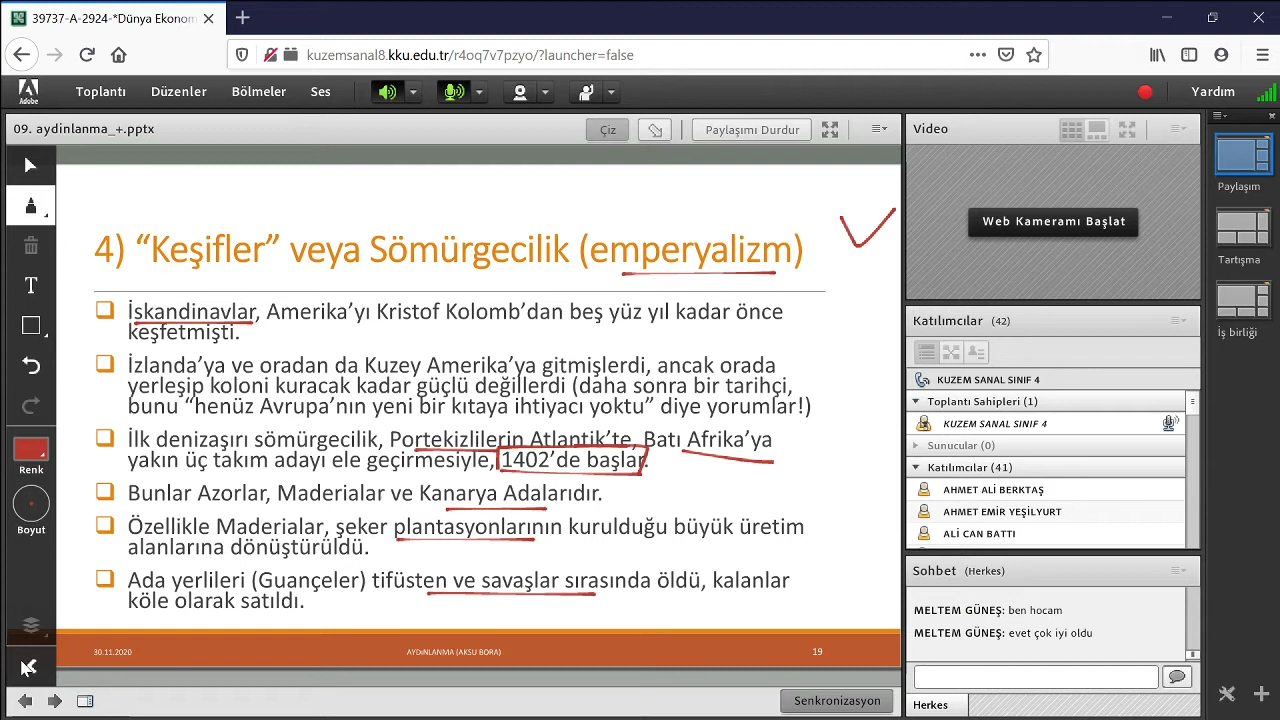 39737-A-2924-*Dünya Ekonom
kuzemsanal8.kku.edu.tr/r4oq7v7pzyo/?launcher=false
Adobe
Toplantı
Düzenler
Bölmeler
Ses
Yardım
09. aydinlanma_+.pptx
Çiz
Paylaşımı Durdur
4) “Keşifler” veya Sömürgecilik (emperyalizm)
İskandinavlar, Amerika’yı Kristof Kolomb’dan beş yüz yıl kadar önce
keşfetmişti.
İzlanda’ya ve oradan da Kuzey Amerika’ya gitmişlerdi, ancak orada
yerleşip koloni kuracak kadar güçlü değillerdi (daha sonra bir tarihçi,
bunu “henüz Avrupa’nın yeni bir kıtaya ihtiyacı yoktu” diye yorumlar!)
İlk denizaşırı sömürgecilik, Portekizlilerin Atlantik’te, Batı Afrika’ya
yakın üç takım adayı ele geçirmesiyle, 1402’de başlar.
Bunlar Azorlar, Maderialar ve Kanarya Adalarıdır.
Özellikle Maderialar, şeker plantasyonlarının kurulduğu büyük üretim
alanlarına dönüştürüldü.
Ada yerlileri (Guançeler) tifüsten ve savaşlar sırasında öldü, kalanlar
köle olarak satıldı.
30.11.2020
AYDıNLANMA (AKSU BORA)
19
Renk
Boyut
Senkronizasyon
Video
Web Kameramı Başlat
Katılımcılar (42)
KUZEM SANAL SINIF 4
Toplantı Sahipleri (1)
KUZEM SANAL SINIF 4
Sunucular (0)
Katılımcılar (41)
AHMET ALİ BERKTAŞ
AHMET EMIR YEŞİLYURT
ALİ CAN BATTI
Sohbet (Herkes)
MELTEM GÜNEŞ: ben hocam
MELTEM GÜNEŞ: evet çok iyi oldu
Herkes
Paylaşım
Tartışma
İş birliği